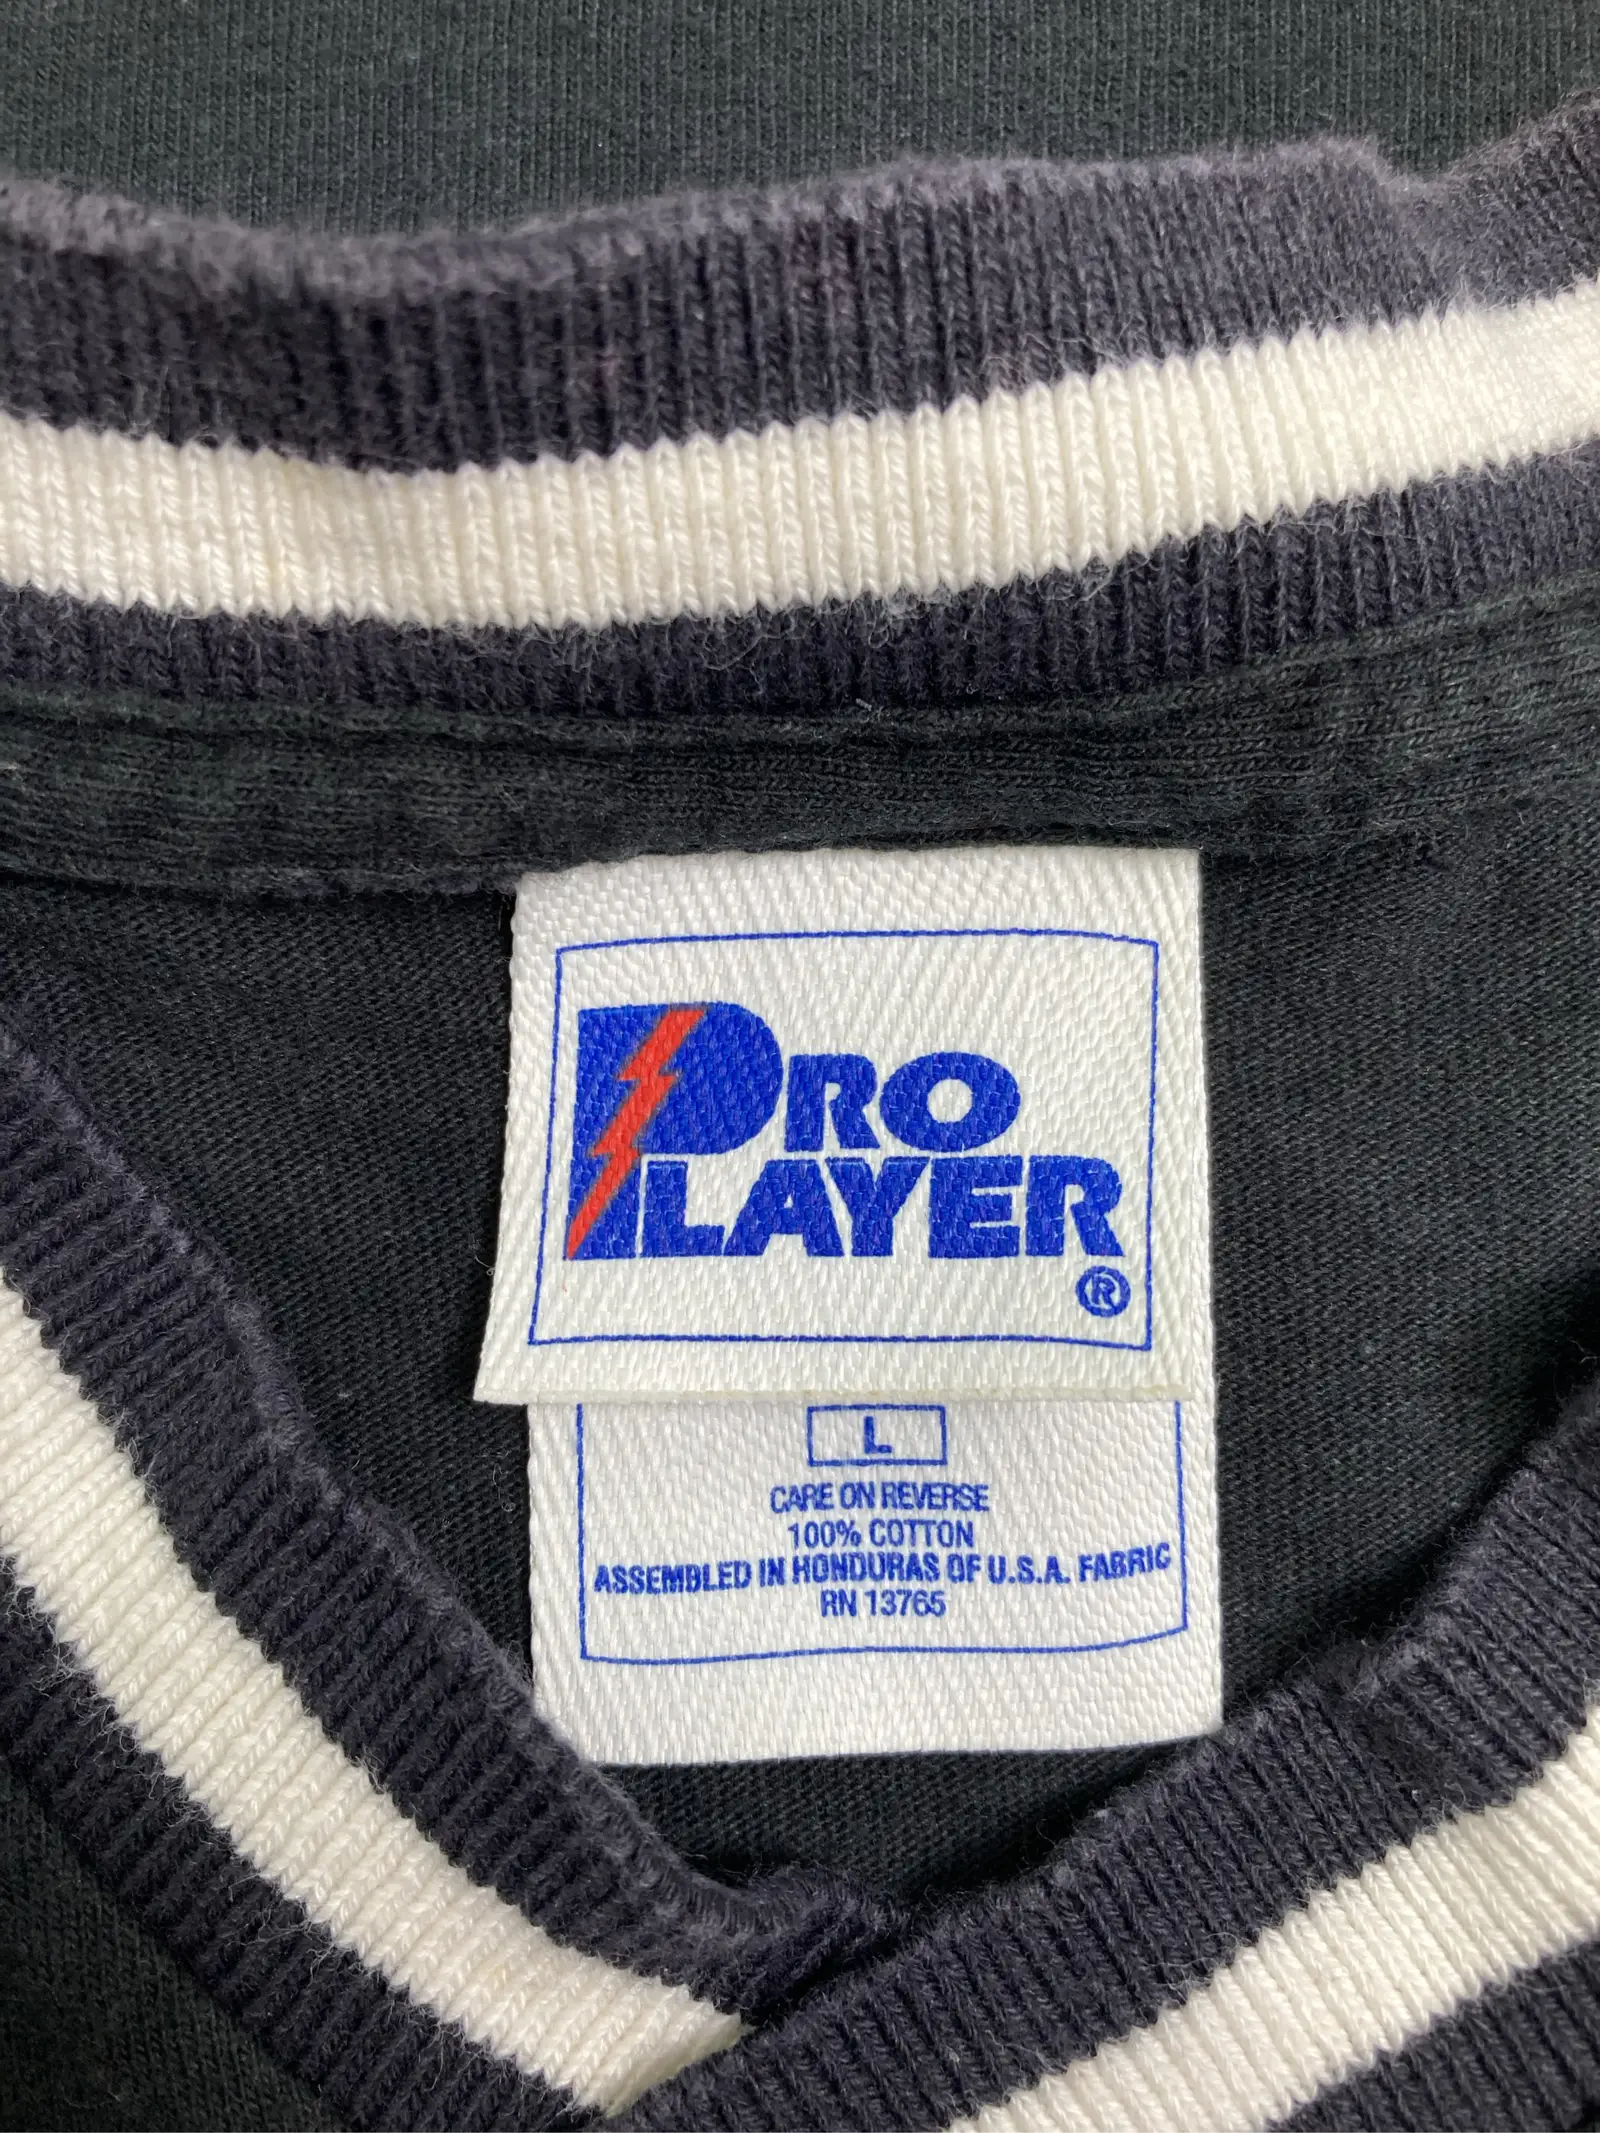 PRO
PLAYER
®
L
CARE ON REVERSE
100% COTTON
ASSEMBLED IN HONDURAS OF U.S.A. FABRIC
RN 13765